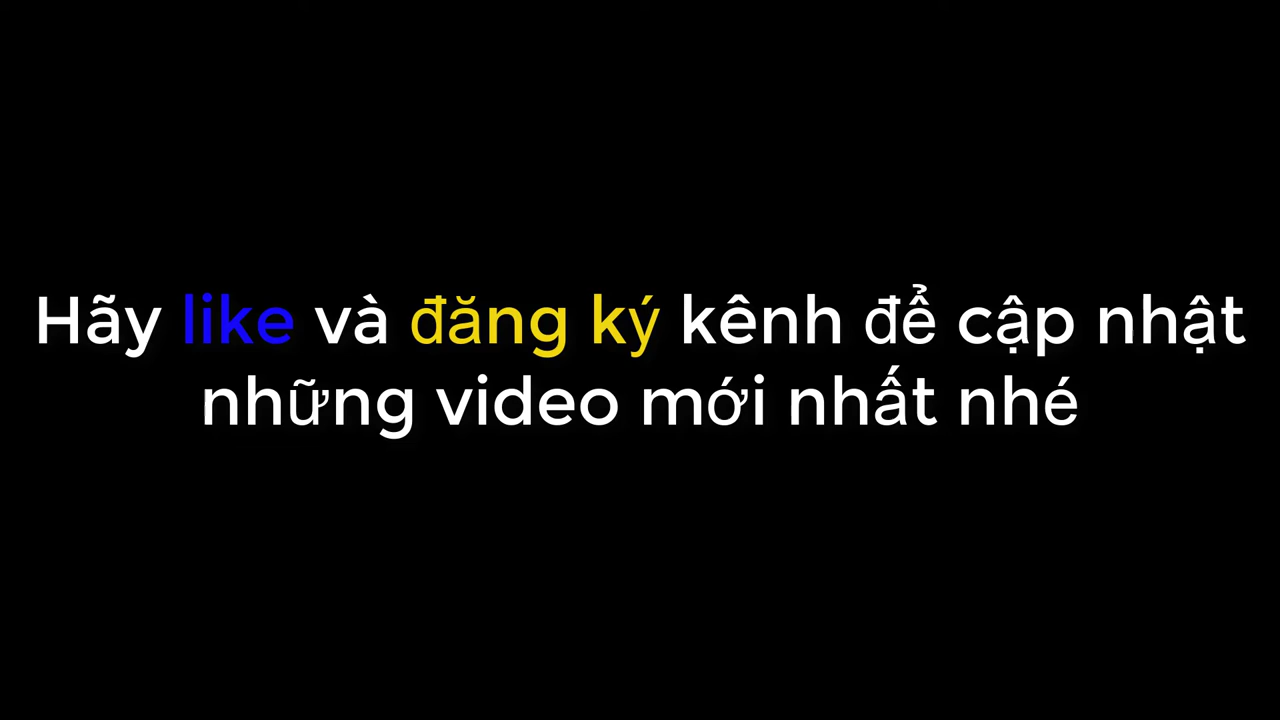 Hãy like và đăng ký kênh để cập nhật
những video mới nhất nhé